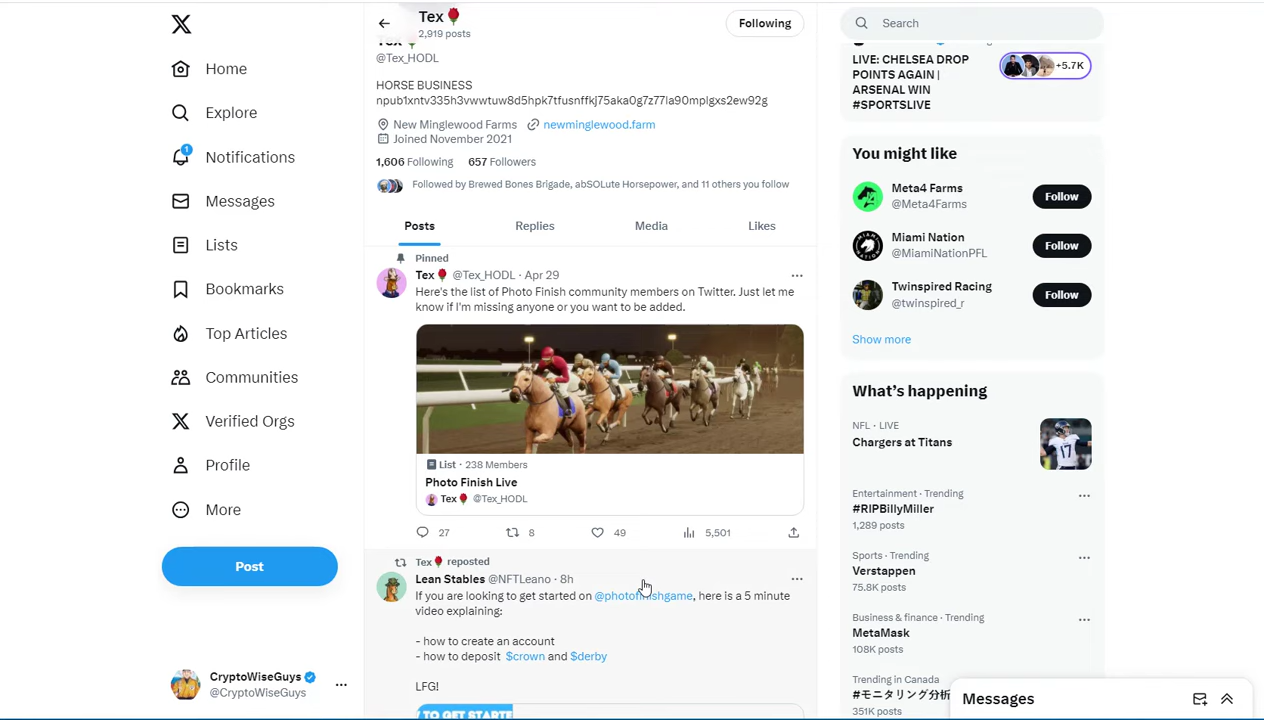 Home
Explore
1
Notifications
Messages
Lists
Bookmarks
Top Articles
Communities
Verified Orgs
Profile
More
Post
CryptoWiseGuys
@CryptoWiseGuys
Tex
2,919 posts
Following
@Tex_HODL
HORSE BUSINESS
npub1xntv335h3vwwtuw8d5hpk7tfusnffkj75aka0g7z77la90mplgxs2ew92g
New Minglewood Farms newminglewood.farm
Joined November 2021
1,606 Following 657 Followers
Followed by Brewed Bones Brigade, abSOLute Horsepower, and 11 others you follow
Posts Replies Media Likes
Pinned
Tex @Tex_HODL · Apr 29
Here's the list of Photo Finish community members on Twitter. Just let me
know if I'm missing anyone or you want to be added.
List · 238 Members
Photo Finish Live
Tex @Tex_HODL
27 8 49 5,501
Tex reposted
Lean Stables @NFTLeano · 8h
If you are looking to get started on @photofinishgame, here is a 5 minute
video explaining:
- how to create an account
- how to deposit $crown and $derby
LFG!
TO GET STARTE
Search
LIVE: CHELSEA DROP
POINTS AGAIN |
ARSENAL WIN
#SPORTSLIVE
+5.7K
You might like
Meta4 Farms
@Meta4Farms
Follow
Miami Nation
@MiamiNationPFL
Follow
Twinspired Racing
@twinspired_r
Follow
Show more
What's happening
NFL · LIVE
Chargers at Titans
Entertainment · Trending
#RIPBillyMiller
1,289 posts
Sports · Trending
Verstappen
75.8K posts
Business & finance · Trending
MetaMask
108K posts
Trending in Canada
#モニタリング分析
351K posts
Messages